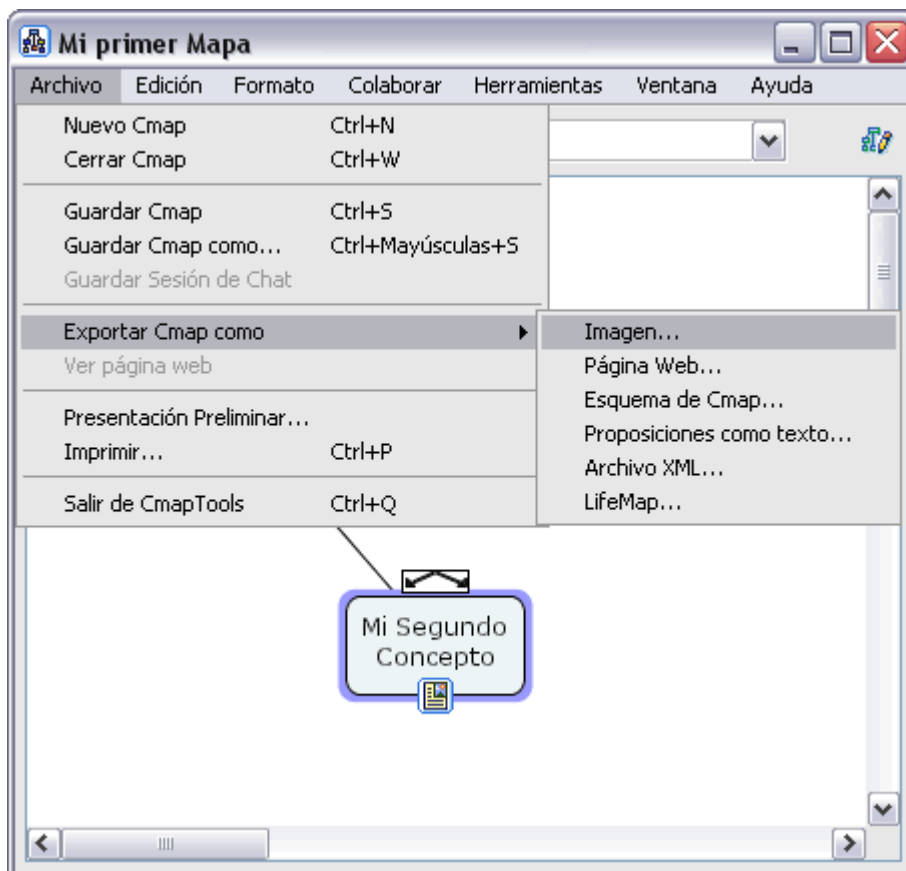 Mi primer Mapa
Archivo Edición Formato Colaborar Herramientas Ventana Ayuda
Nuevo Cmap Ctrl+N
Cerrar Cmap Ctrl+W
Guardar Cmap Ctrl+S
Guardar Cmap como... Ctrl+Mayúsculas+S
Guardar Sesión de Chat
Exportar Cmap como
Ver página web
Presentación Preliminar...
Imprimir... Ctrl+P
Salir de CmapTools Ctrl+Q
Imagen...
Página Web...
Esquema de Cmap...
Proposiciones como texto...
Archivo XML...
LifeMap...
Mi Segundo
Concepto